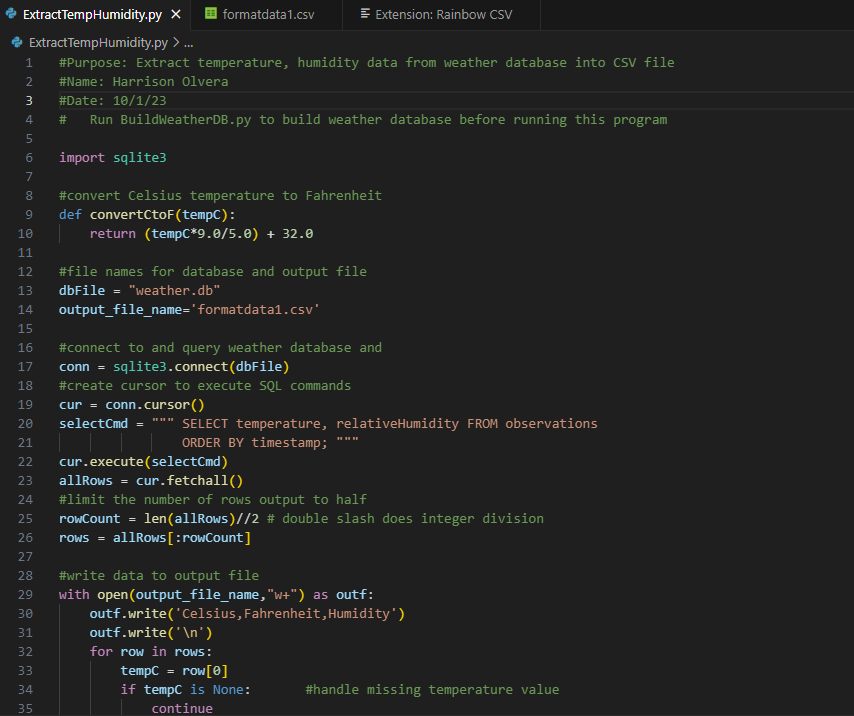 ExtractTempHumidity.py × formatdata1.csv Extension: Rainbow CSV
ExtractTempHumidity.py > ...
1 #Purpose: Extract temperature, humidity data from weather database into CSV file
2 #Name: Harrison Olvera
3 #Date: 10/1/23
4 #   Run BuildWeatherDB.py to build weather database before running this program
5
6 import sqlite3
7
8 #convert Celsius temperature to Fahrenheit
9 def convertCtoF(tempC):
10     return (tempC*9.0/5.0) + 32.0
11
12 #file names for database and output file
13 dbFile = "weather.db"
14 output_file_name='formatdata1.csv'
15
16 #connect to and query weather database and
17 conn = sqlite3.connect(dbFile)
18 #create cursor to execute SQL commands
19 cur = conn.cursor()
20 selectCmd = """ SELECT temperature, relativeHumidity FROM observations
21                 ORDER BY timestamp; """
22 cur.execute(selectCmd)
23 allRows = cur.fetchall()
24 #limit the number of rows output to half
25 rowCount = len(allRows)//2 # double slash does integer division
26 rows = allRows[:rowCount]
27
28 #write data to output file
29 with open(output_file_name,"w+") as outf:
30     outf.write('Celsius,Fahrenheit,Humidity')
31     outf.write('\n')
32     for row in rows:
33         tempC = row[0]
34         if tempC is None:       #handle missing temperature value
35             continue